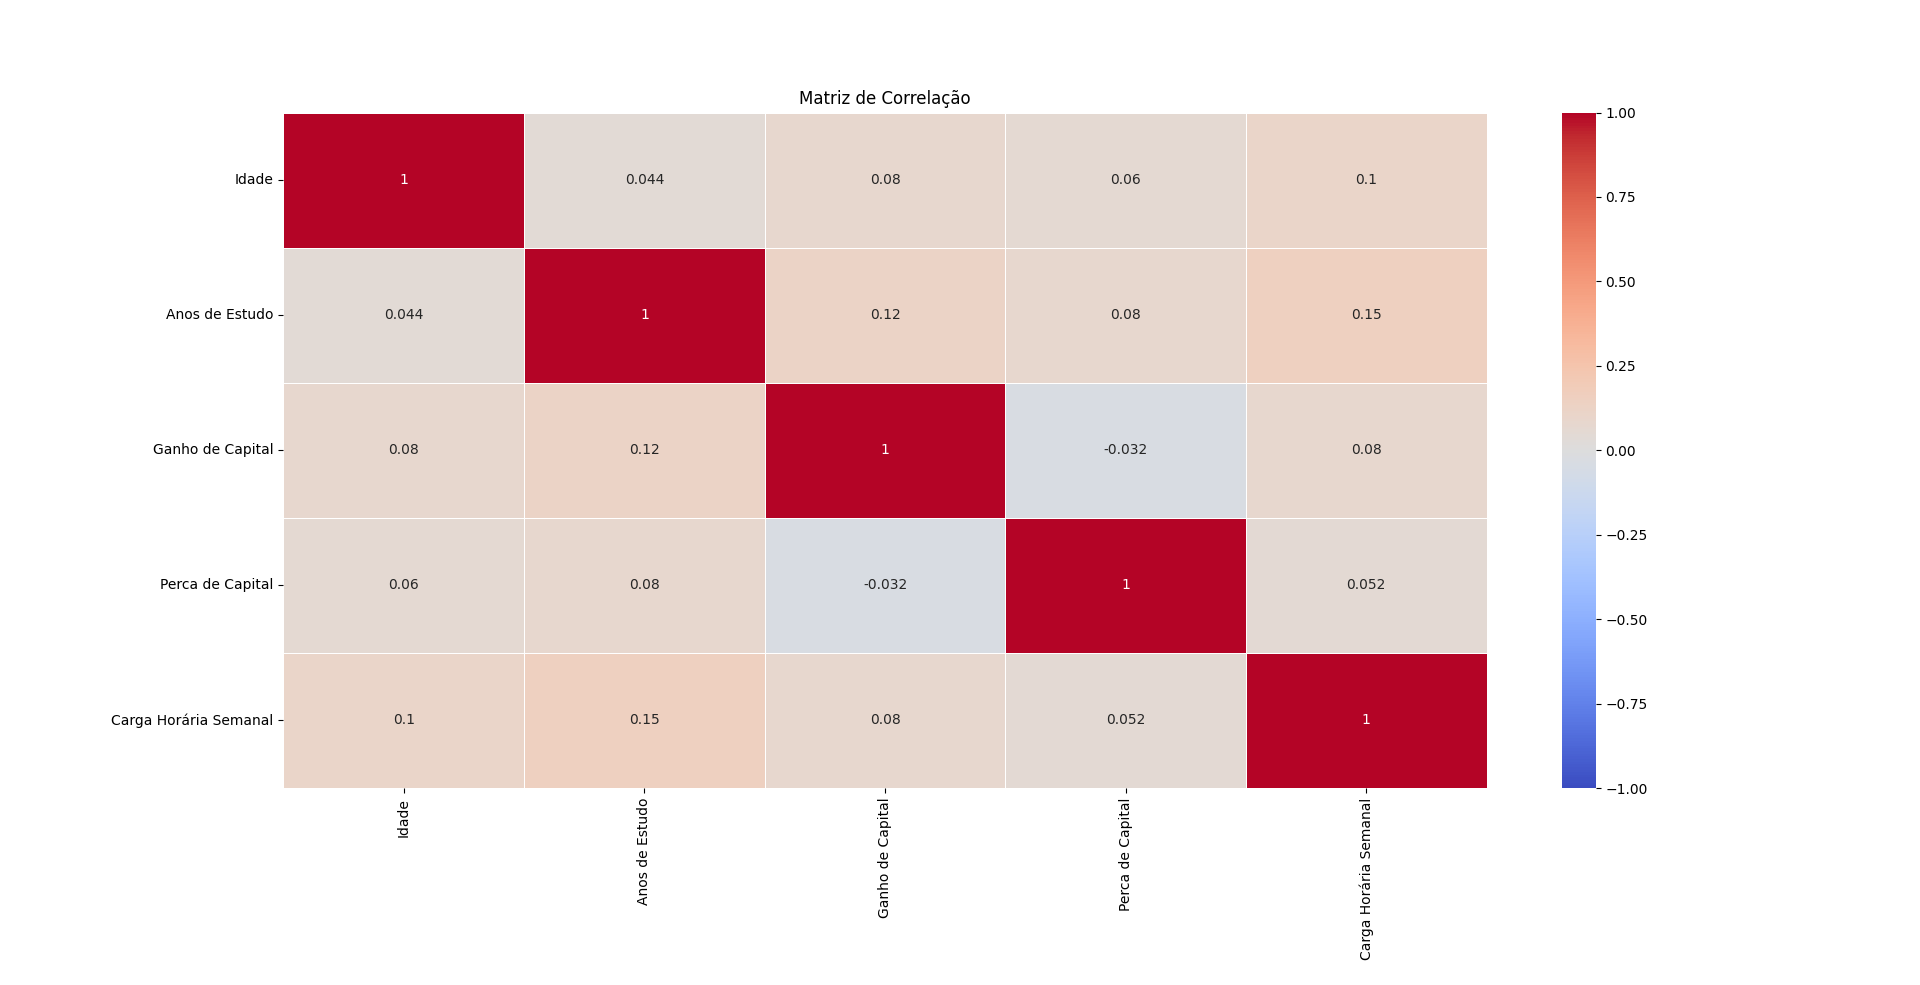 Matriz de Correlação
Idade 1 0.044 0.08 0.06 0.1
Anos de Estudo 0.044 1 0.12 0.08 0.15
Ganho de Capital 0.08 0.12 1 -0.032 0.08
Perca de Capital 0.06 0.08 -0.032 1 0.052
Carga Horária Semanal 0.1 0.15 0.08 0.052 1
Idade
Anos de Estudo
Ganho de Capital
Perca de Capital
Carga Horária Semanal
1.00
0.75
0.50
0.25
0.00
−0.25
−0.50
−0.75
−1.00